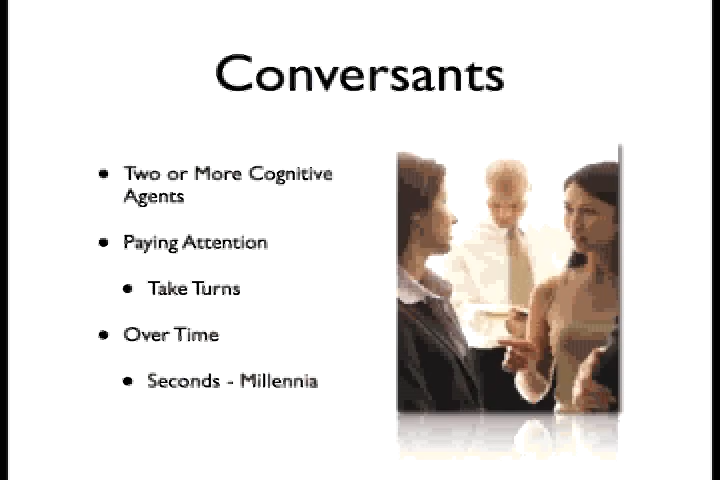 Conversants
• Two or More Cognitive
Agents
• Paying Attention
• Take Turns
• Over Time
• Seconds - Millennia